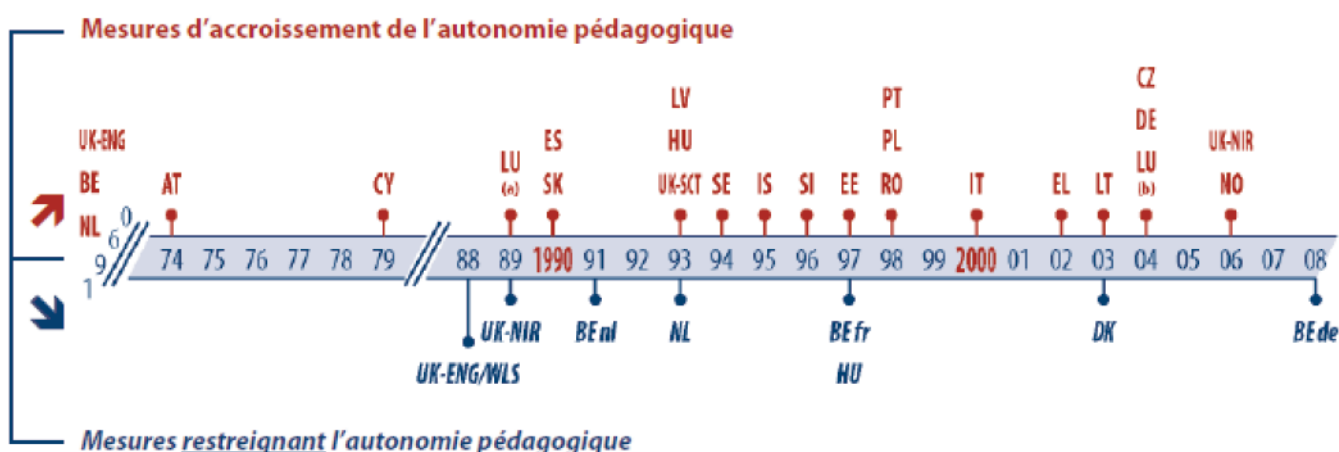 Mesures d'accroissement de l'autonomie pédagogique
CZ
LV PT DE
UK-ENG ES HU PL LU UK-NIR
LU
BE AT CY (a) SK UK-SCT SE IS SI EE RO IT EL LT (b) NO
NL
1960 74 75 76 77 78 79 88 89 1990 91 92 93 94 95 96 97 98 99 2000 01 02 03 04 05 06 07 08
UK-NIR BE nl NL BE fr DK BE de
UK-ENG/WLS HU
Mesures restreignant l'autonomie pédagogique